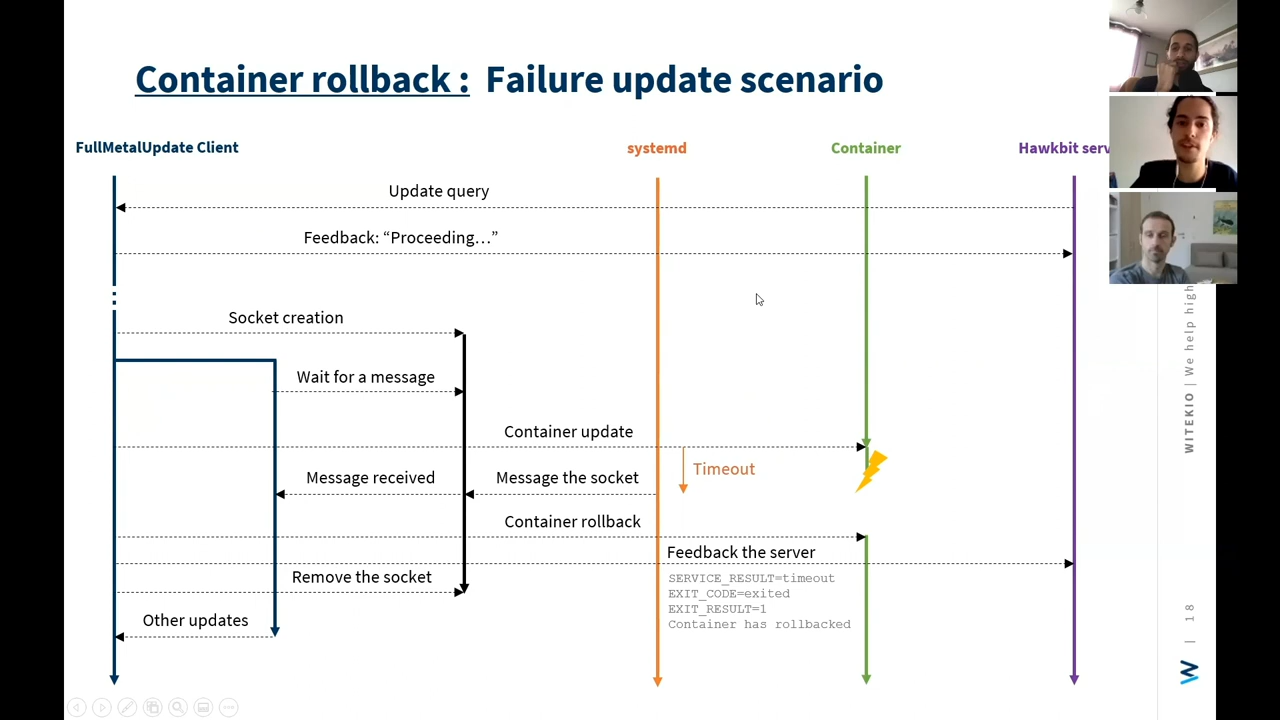 Container rollback : Failure update scenario
FullMetalUpdate Client
systemd
Container
Hawkbit serv
Update query
Feedback: “Proceeding...”
Socket creation
Wait for a message
Container update
Timeout
Message received
Message the socket
Container rollback
Feedback the server
SERVICE_RESULT=timeout
EXIT_CODE=exited
EXIT_RESULT=1
Container has rollbacked
Remove the socket
Other updates
WITEKIO | We help high
| 18